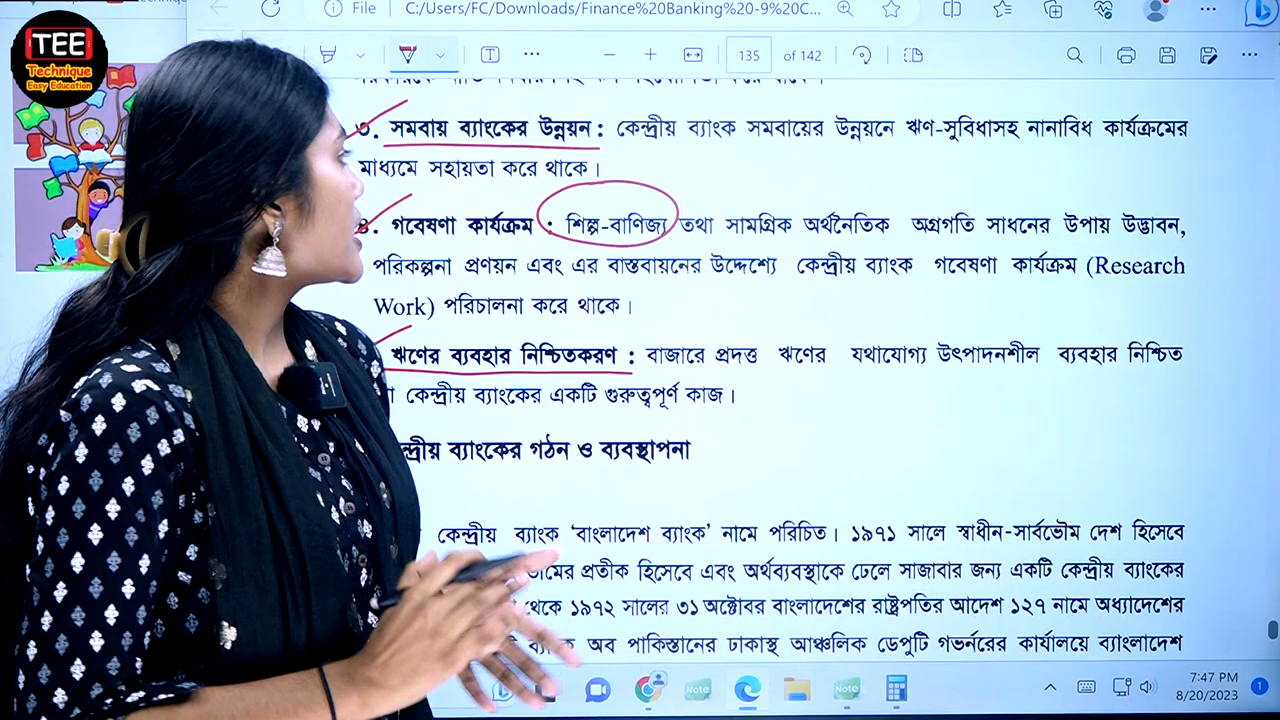 TEE
Technique
Easy Education
File
C:/Users/FC/Downloads/Finance%20Banking%20-9%20C...
135 of 142
৩. সমবায় ব্যাংকের উন্নয়ন : কেন্দ্রীয় ব্যাংক সমবায়ের উন্নয়নে ঋণ-সুবিধাসহ নানাবিধ কার্যক্রমের
মাধ্যমে সহায়তা করে থাকে।
৪. গবেষণা কার্যক্রম : শিল্প-বাণিজ্য তথা সামগ্রিক অর্থনৈতিক অগ্রগতি সাধনের উপায় উদ্ভাবন,
পরিকল্পনা প্রণয়ন এবং এর বাস্তবায়নের উদ্দেশ্যে কেন্দ্রীয় ব্যাংক গবেষণা কার্যক্রম (Research
Work) পরিচালনা করে থাকে।
ঋণের ব্যবহার নিশ্চিতকরণ : বাজারে প্রদত্ত ঋণের যথাযোগ্য উৎপাদনশীল ব্যবহার নিশ্চিত
কেন্দ্রীয় ব্যাংকের একটি গুরুত্বপূর্ণ কাজ।
ন্দ্রীয় ব্যাংকের গঠন ও ব্যবস্থাপনা
কেন্দ্রীয় ব্যাংক ‘বাংলাদেশ ব্যাংক’ নামে পরিচিত। ১৯৭১ সালে স্বাধীন-সার্বভৌম দেশ হিসেবে
প্রতীক হিসেবে এবং অর্থব্যবস্থাকে ঢেলে সাজাবার জন্য একটি কেন্দ্রীয় ব্যাংকের
থেকে ১৯৭২ সালের ৩১ অক্টোবর বাংলাদেশের রাষ্ট্রপতির আদেশ ১২৭ নামে অধ্যাদেশের
অব পাকিস্তানের ঢাকাস্থ আঞ্চলিক ডেপুটি গভর্নরের কার্যালয়ে ব্যাংলাদেশ
Note Note
7:47 PM
8/20/2023
1